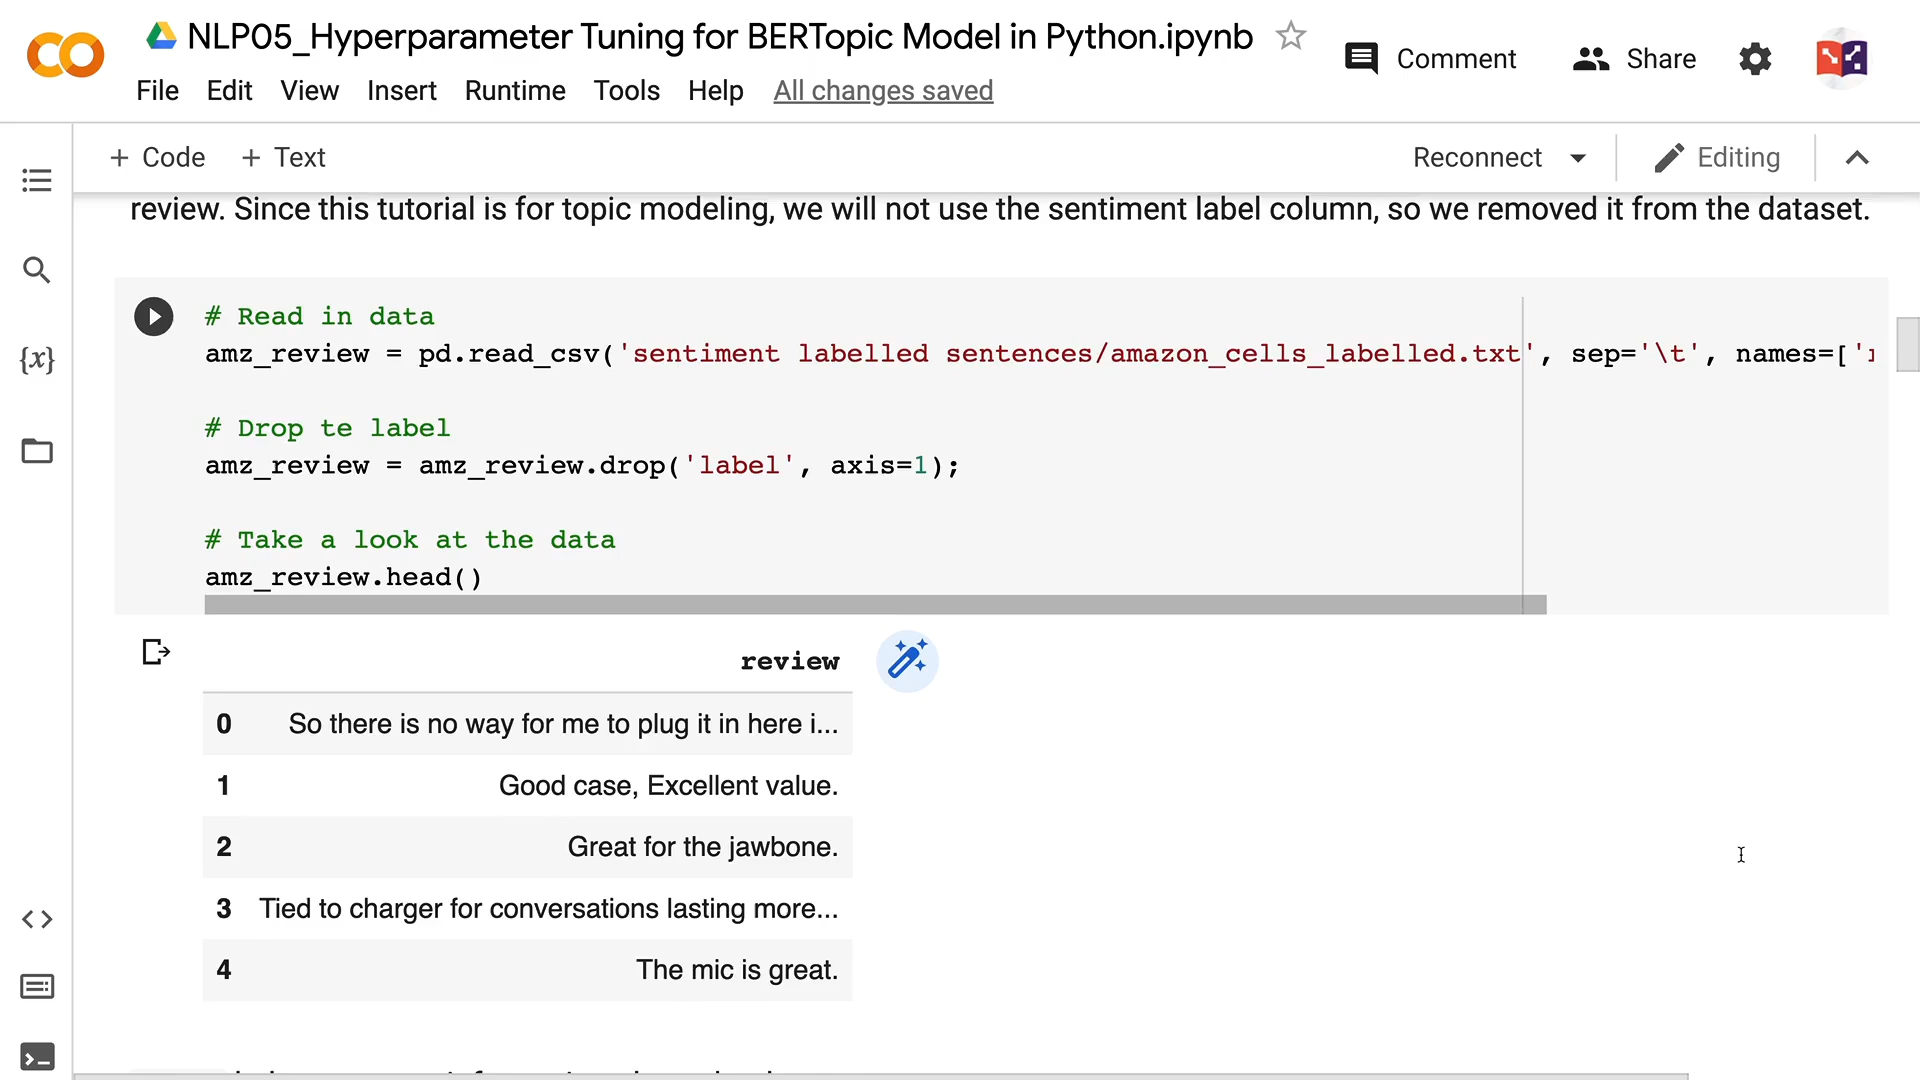 NLP05_Hyperparameter Tuning for BERTopic Model in Python.ipynb
File Edit View Insert Runtime Tools Help All changes saved
Comment Share
+ Code + Text
Reconnect Editing
review. Since this tutorial is for topic modeling, we will not use the sentiment label column, so we removed it from the dataset.
{x}
# Read in data
amz_review = pd.read_csv('sentiment labelled sentences/amazon_cells_labelled.txt', sep='\t', names=['
# Drop te label
amz_review = amz_review.drop('label', axis=1);
# Take a look at the data
amz_review.head()
review
0 So there is no way for me to plug it in here i...
1 Good case, Excellent value.
2 Great for the jawbone.
3 Tied to charger for conversations lasting more...
4 The mic is great.